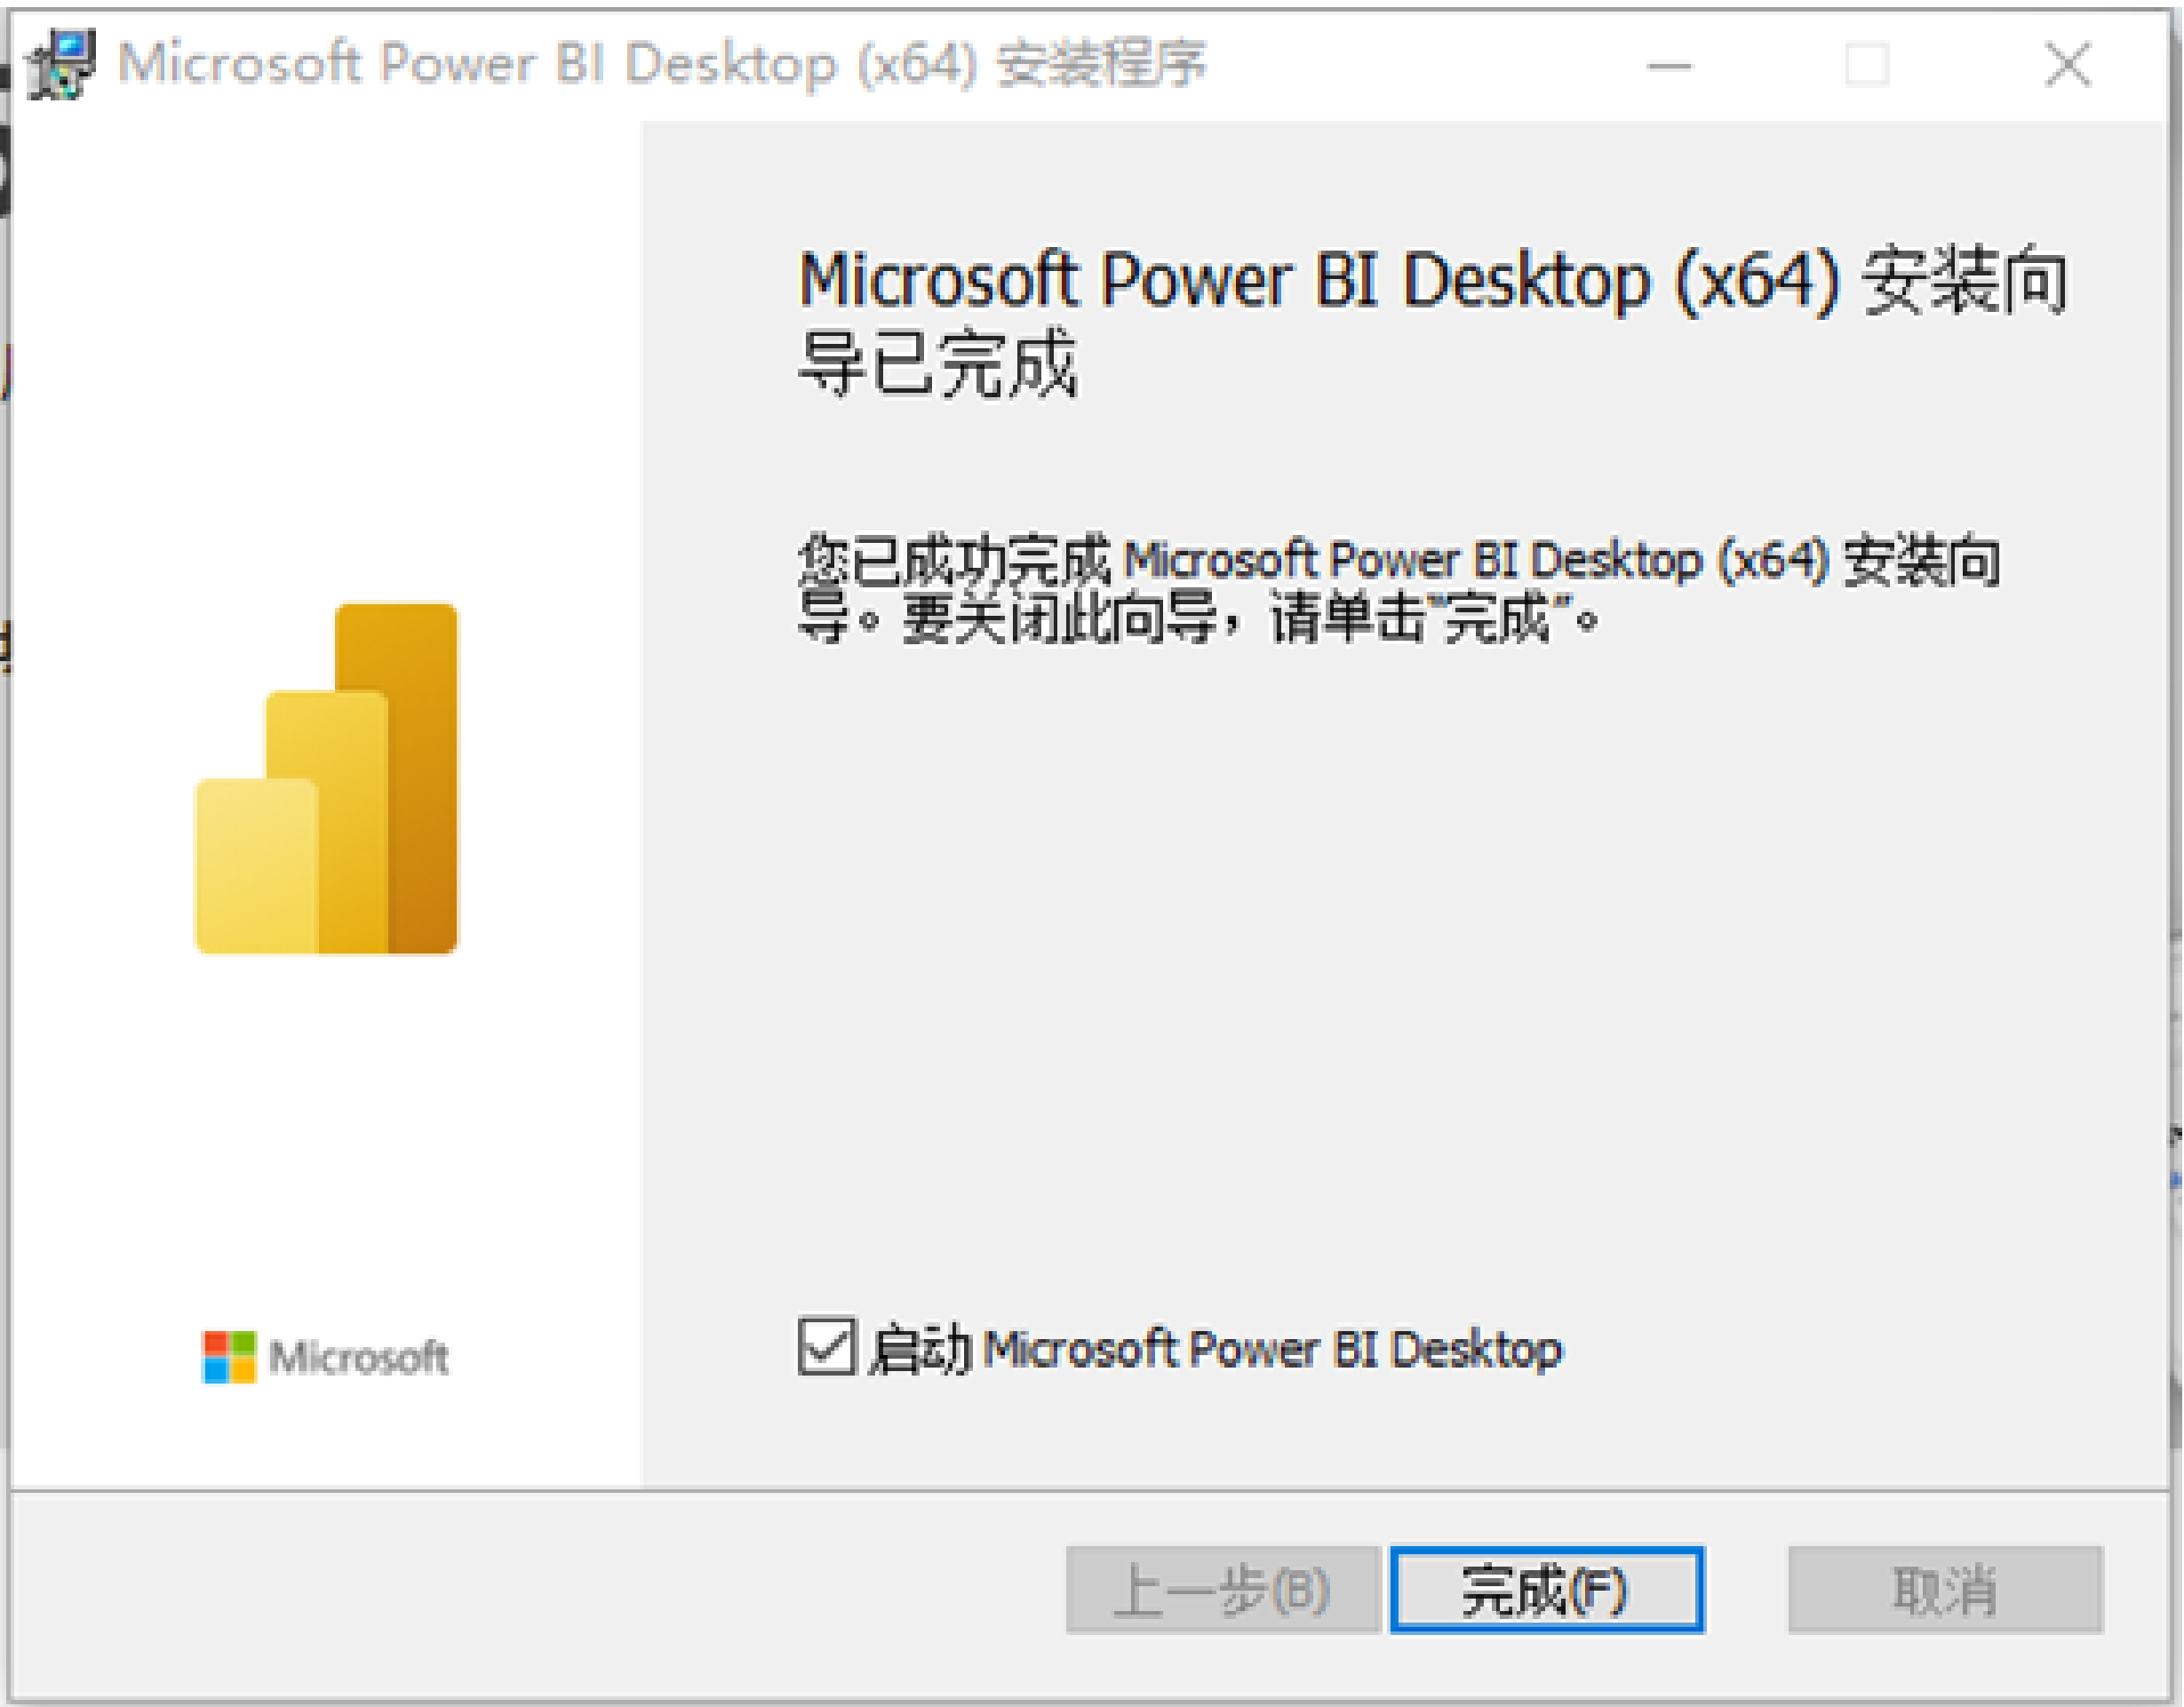 Microsoft Power BI Desktop (x64) 安装程序
Microsoft Power BI Desktop (x64) 安装向
导已完成
您已成功完成 Microsoft Power BI Desktop (x64) 安装向
导。要关闭此向导，请单击"完成"。
Microsoft
启动 Microsoft Power BI Desktop
上一步(B)
完成(F)
取消